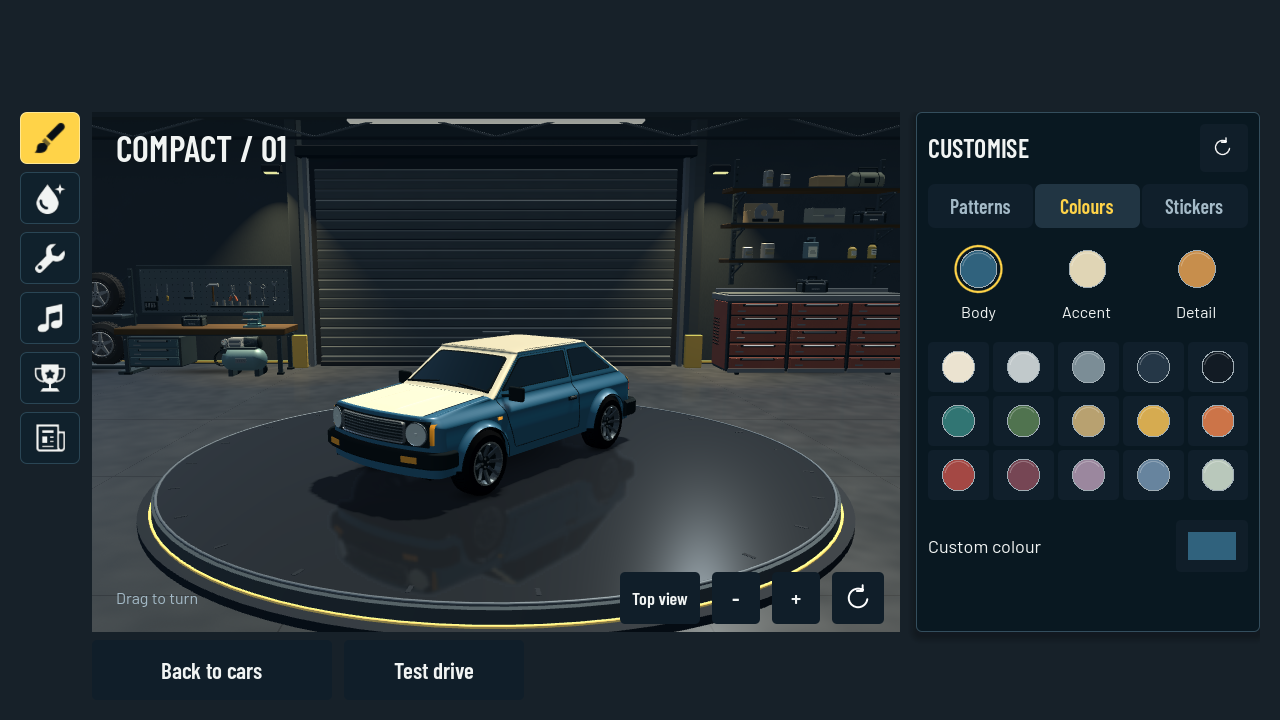 COMPACT / 01
CUSTOMISE
Patterns
Colours
Stickers
Body
Accent
Detail
Custom colour
Drag to turn
Top view
-
+
Back to cars
Test drive